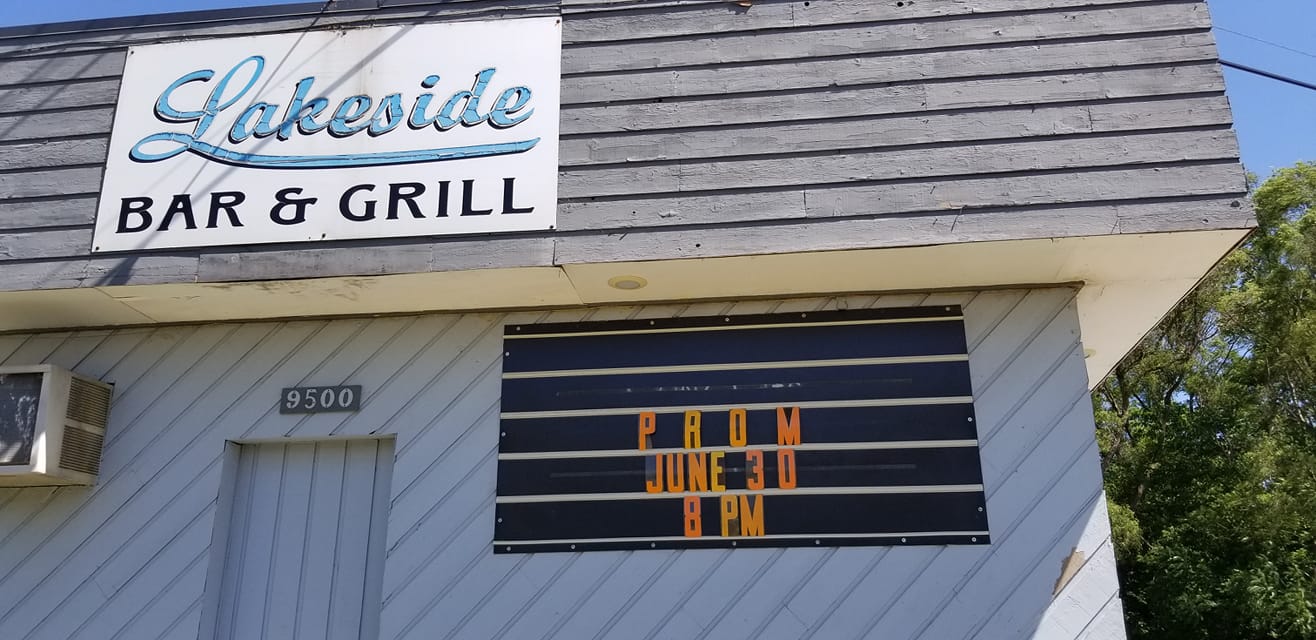 Lakeside
BAR & GRILL
9500
PROM
JUNE 30
8 PM